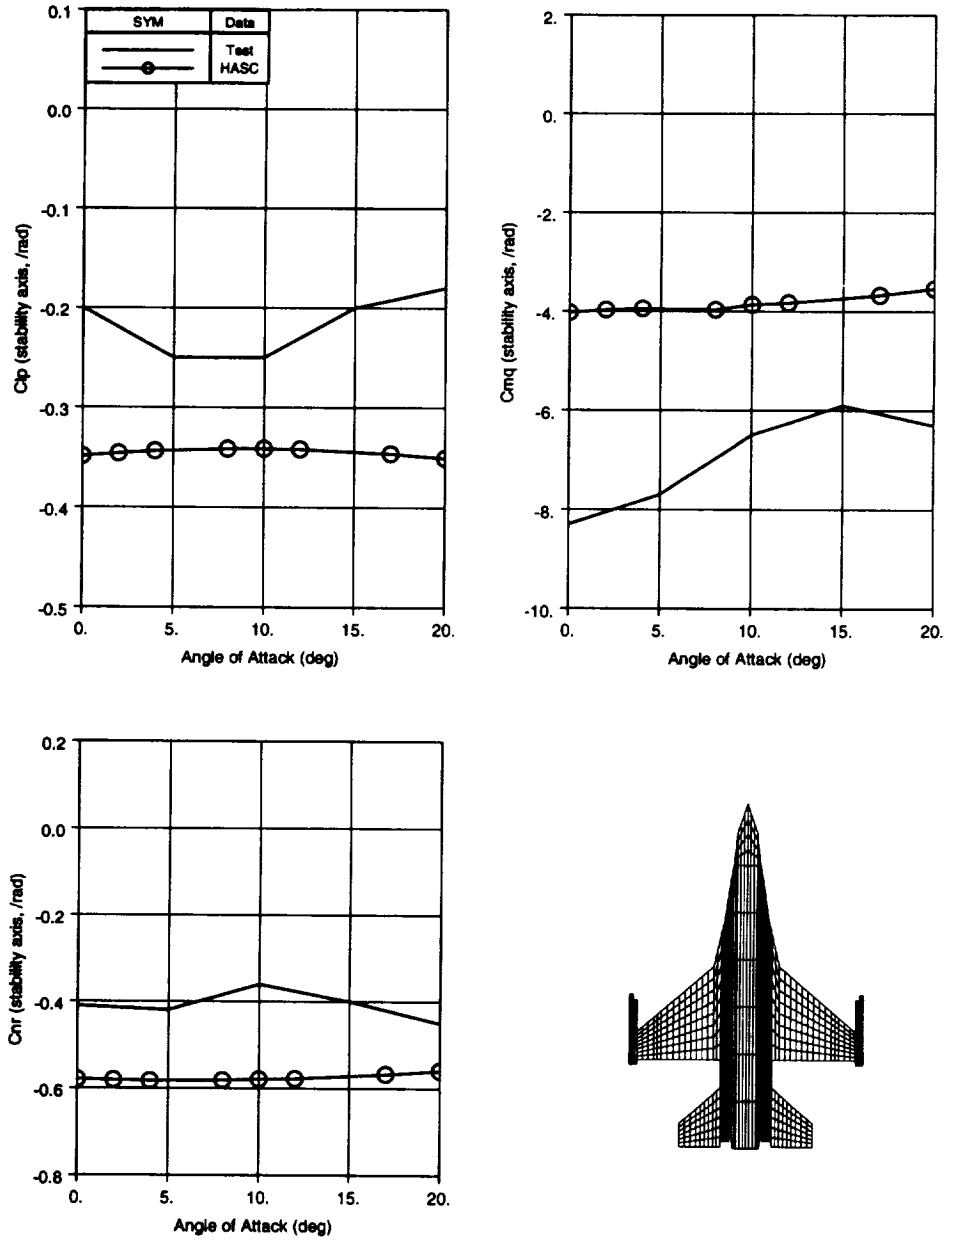 SYM Data
Test
HASC
0.1
0.0
-0.1
-0.2
-0.3
-0.4
-0.5
Clp (stability axis, /rad)
0. 5. 10. 15. 20.
Angle of Attack (deg)
2.
0.
-2.
-4.
-6.
-8.
-10.
Cmq (stability axis, /rad)
0. 5. 10. 15. 20.
Angle of Attack (deg)
0.2
0.0
-0.2
-0.4
-0.6
-0.8
Cnr (stability axis, /rad)
0. 5. 10. 15. 20.
Angle of Attack (deg)